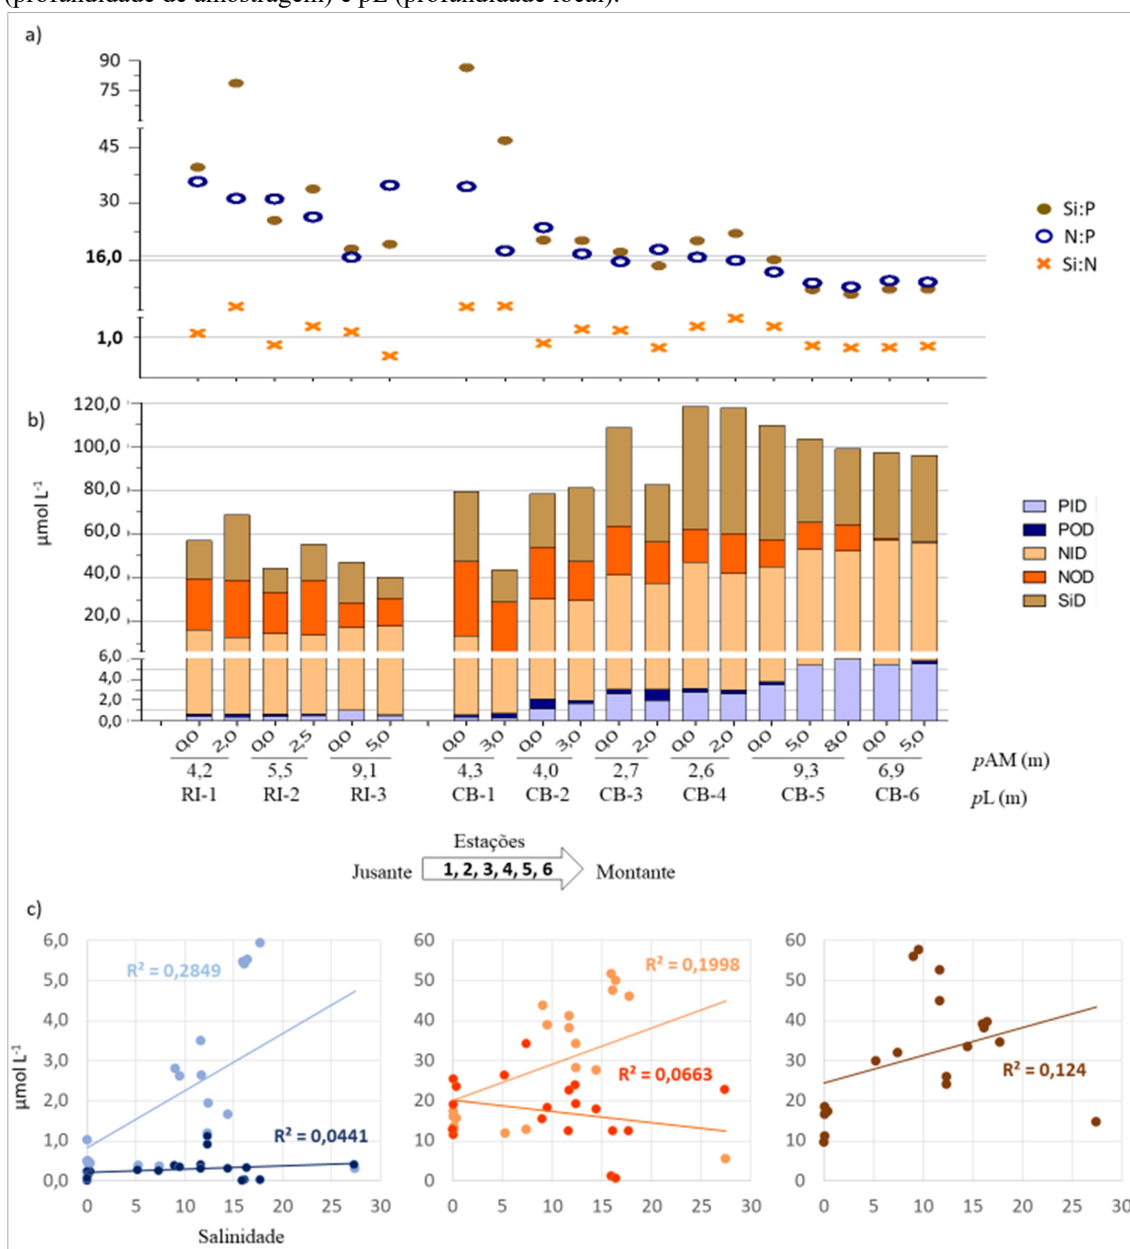 (profundidade de amostragem) e pL (profundidade local).
a)
90
75
45
30
16,0
1,0
Si:P
N:P
Si:N
b)
120,0
100,0
80,0
60,0
40,0
20,0
6,0
4,0
2,0
0,0
µmol L-1
PID
POD
NID
NOD
SiD
0,0 2,0 0,0 2,5 0,0 5,0 0,0 3,0 0,0 3,0 0,0 2,0 0,0 2,0 0,0 5,0 8,0 0,0 5,0
pAM (m)
4,2 5,5 9,1 4,3 4,0 2,7 2,6 9,3 6,9
RI-1 RI-2 RI-3 CB-1 CB-2 CB-3 CB-4 CB-5 CB-6
pL (m)
Estações
Jusante 1, 2, 3, 4, 5, 6 Montante
c)
6,0
5,0
4,0
3,0
2,0
1,0
0,0
µmol L-1
R² = 0,2849
R² = 0,0441
0 5 10 15 20 25 30
Salinidade
60
50
40
30
20
10
0
R² = 0,1998
R² = 0,0663
0 5 10 15 20 25 30
60
50
40
30
20
10
0
R² = 0,124
0 5 10 15 20 25 30